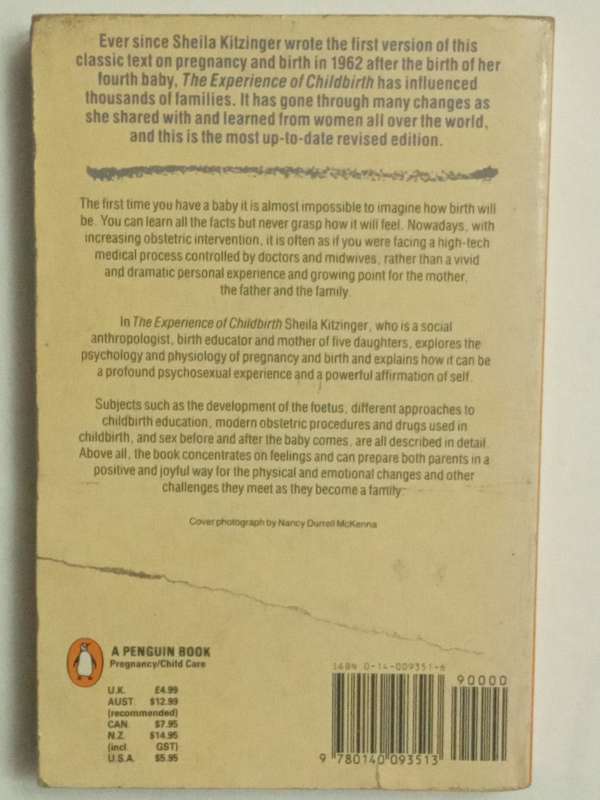 Ever since Sheila Kitzinger wrote the first version of this
classic text on pregnancy and birth in 1962 after the birth of her
fourth baby, The Experience of Childbirth has influenced
thousands of families. It has gone through many changes as
she shared with and learned from women all over the world,
and this is the most up-to-date revised edition.
The first time you have a baby it is almost impossible to imagine how birth will
be. You can learn all the facts but never grasp how it will feel. Nowadays, with
increasing obstetric intervention, it is often as if you were facing a high-tech
medical process controlled by doctors and midwives, rather than a vivid
and dramatic personal experience and growing point for the mother,
the father and the family.
In The Experience of Childbirth Sheila Kitzinger, who is a social
anthropologist, birth educator and mother of five daughters, explores the
psychology and physiology of pregnancy and birth and explains how it can be
a profound psychosexual experience and a powerful affirmation of self.
Subjects such as the development of the foetus, different approaches to
childbirth education, modern obstetric procedures and drugs used in
childbirth, and sex before and after the baby comes, are all described in detail.
Above all, the book concentrates on feelings and can prepare both parents in a
positive and joyful way for the physical and emotional changes and other
challenges they meet as they become a family.
Cover photograph by Nancy Durrell McKenna
A PENGUIN BOOK
Pregnancy/Child Care
U.K. £4.99
AUST. $12.99
(recommended)
CAN. $7.95
N.Z. $14.95
(incl. GST)
U.S.A. $5.95
ISBN 0-14-009351-6
90000
9 780140 093513